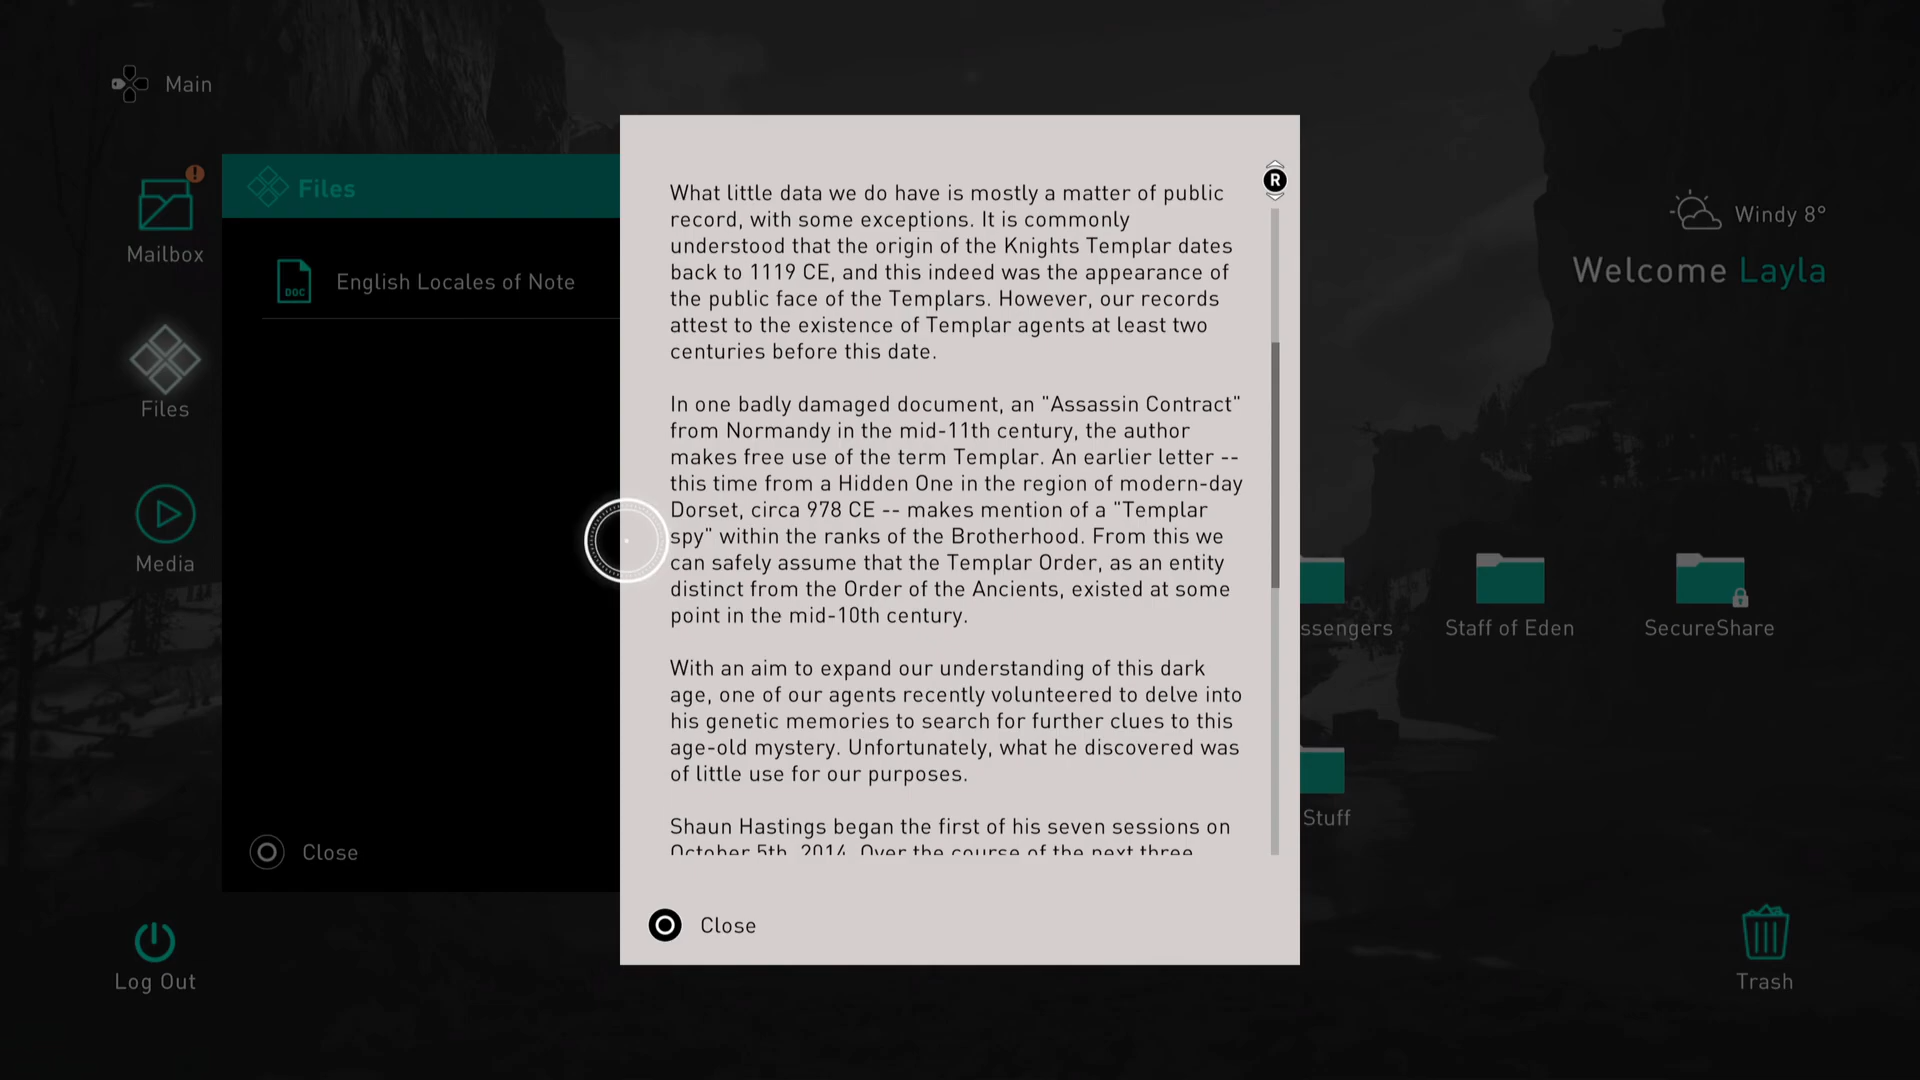 Main
Mailbox
Files
Media
Log Out
Files
DOC
English Locales of Note
Close
R
What little data we do have is mostly a matter of public
record, with some exceptions. It is commonly
understood that the origin of the Knights Templar dates
back to 1119 CE, and this indeed was the appearance of
the public face of the Templars. However, our records
attest to the existence of Templar agents at least two
centuries before this date.
In one badly damaged document, an "Assassin Contract"
from Normandy in the mid-11th century, the author
makes free use of the term Templar. An earlier letter --
this time from a Hidden One in the region of modern-day
Dorset, circa 978 CE -- makes mention of a "Templar
spy" within the ranks of the Brotherhood. From this we
can safely assume that the Templar Order, as an entity
distinct from the Order of the Ancients, existed at some
point in the mid-10th century.
With an aim to expand our understanding of this dark
age, one of our agents recently volunteered to delve into
his genetic memories to search for further clues to this
age-old mystery. Unfortunately, what he discovered was
of little use for our purposes.
Shaun Hastings began the first of his seven sessions on
October 5th, 2014. Over the course of the next three
Close
Windy 8°
Welcome Layla
ssengers
Staff of Eden
SecureShare
Stuff
Trash